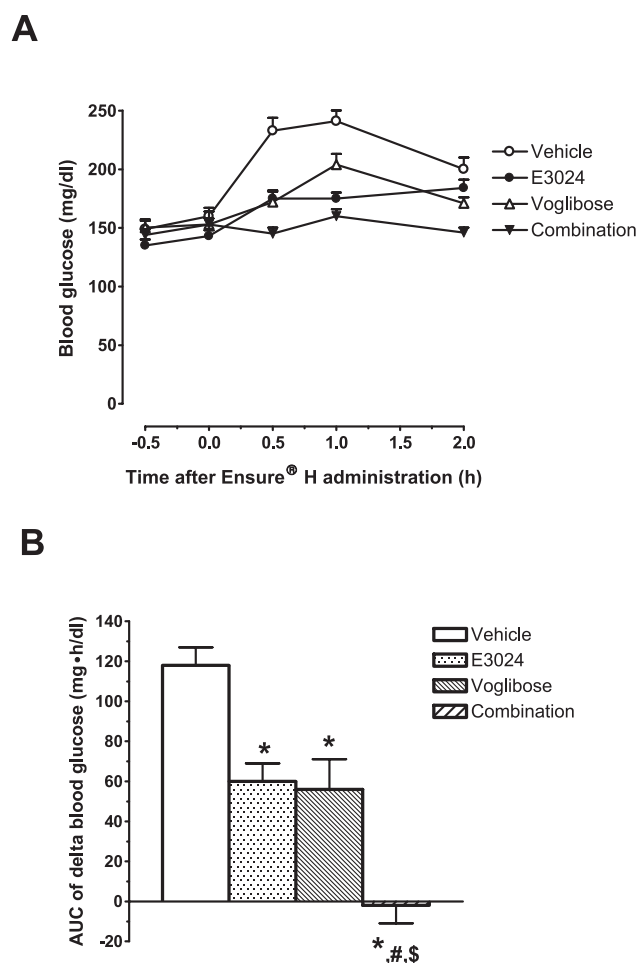 A
250
200
150
100
50
0
Blood glucose (mg/dl)
-0.5 0.0 0.5 1.0 1.5 2.0
Time after Ensure® H administration (h)
Vehicle
E3024
Voglibose
Combination
B
140
120
100
80
60
40
20
0
-20
AUC of delta blood glucose (mg•h/dl)
* *
*,#,$
Vehicle
E3024
Voglibose
Combination